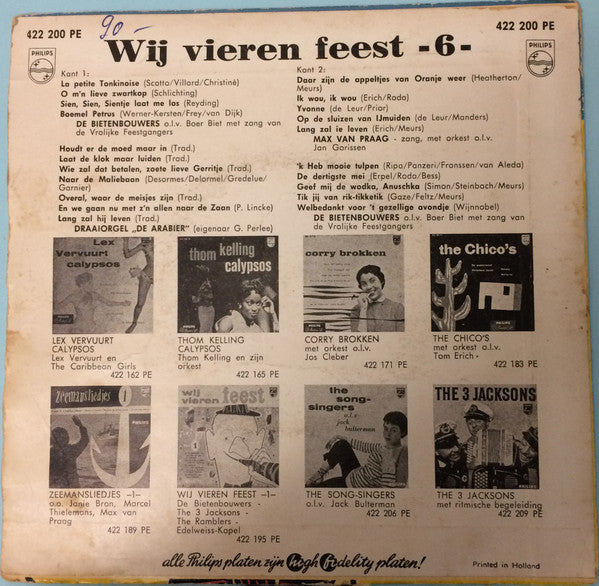 422 200 PE
90.-
422 200 PE
PHILIPS
Wij vieren feest -6-
PHILIPS
Kant 1:
La petite Tonkinoise (Scotto/Villard/Christiné)
O m'n lieve zwartkop (Schlichting)
Sien, Sien, Sientje laat me los (Reyding)
Boemel Petrus (Werner-Kersten/Frey/van Dijk)
DE BIETENBOUWERS o.l.v. Boer Biet met zang van
de Vralijke Feestgangers
Houdt er de moed maar in (Trad.)
Laat de klok maar luiden (Trad.)
Wie zal dat betalen, zoete lieve Gerritje (Trad.)
Naar de Maliebaan (Desormes/Delormel/Gredelue/
Garnier)
Overal, waar de meisjes zijn (Trad.)
En we gaan nu met z'n allen naar de Zaan (P. Lincke)
Lang zal hij leven (Trad.)
DRAAIORGEL „DE ARABIER" (eigenaar G. Perlee)
Kant 2:
Daar zijn de appeltjes van Oranje weer (Heatherton/
Meurs)
Ik wou, ik wou (Erich/Rada)
Yvonne (de Leur/Prior)
Op de sluizen van IJmuiden (de Leur/Manders)
Lang zal ie leven (Erich/Meurs)
MAX VAN PRAAG - zang, met orkest o.l.v.
Jan Gorissen
'k Heb mooie tulpen (Ripa/Panzeri/Franssen/van Aleda)
De dertigste mei (Erpel/Rada/Bess)
Geef mij de wodka, Anuschka (Simon/Steinbach/Meurs)
Tik jij van rik-tikketik (Gaze/Feltz/Meurs)
Welbedankt voor 't gezellige avondje (Wijnnobel)
DE BIETENBOUWERS o.l.v. Boer Biet met zang van
de Vralijke Feestgangers
Lex
Vervuurt
calypsos
thom
kelling
calypsos
corry brokken
the Chico's
LEX VERVUURT
CALYPSOS
Lex Vervuurt en
The Caribbean Girls
422 162 PE
THOM KELLING
CALYPSOS
Thom Kelling en zijn
orkest
422 165 PE
CORRY BROKKEN
met orkest o.l.v.
Jos Cleber
422 171 PE
THE CHICO'S
met orkest o.l.v.
Tom Erich -
422 183 PE
zeemansliedjes 1
wij
vieren feest
the
song-
singers
o.l.v
jack
bulterman
THE 3 JACKSONS
ZEEMANSLIEDJES -1-
o.a. Janie Bron, Marcel
Thielemans, Max van
Praag
422 189 PE
WIJ VIEREN FEEST -1-
De Bietenbouwers -
The 3 Jacksons -
The Ramblers -
Edelweiss-Kapel
422 195 PE
THE SONG-SINGERS
o.l.v. Jack Bulterman
422 206 PE
THE 3 JACKSONS
met ritmische begeleiding
422 209 PE
alle Philips platen zijn high fidelity platen!
Printed in Holland